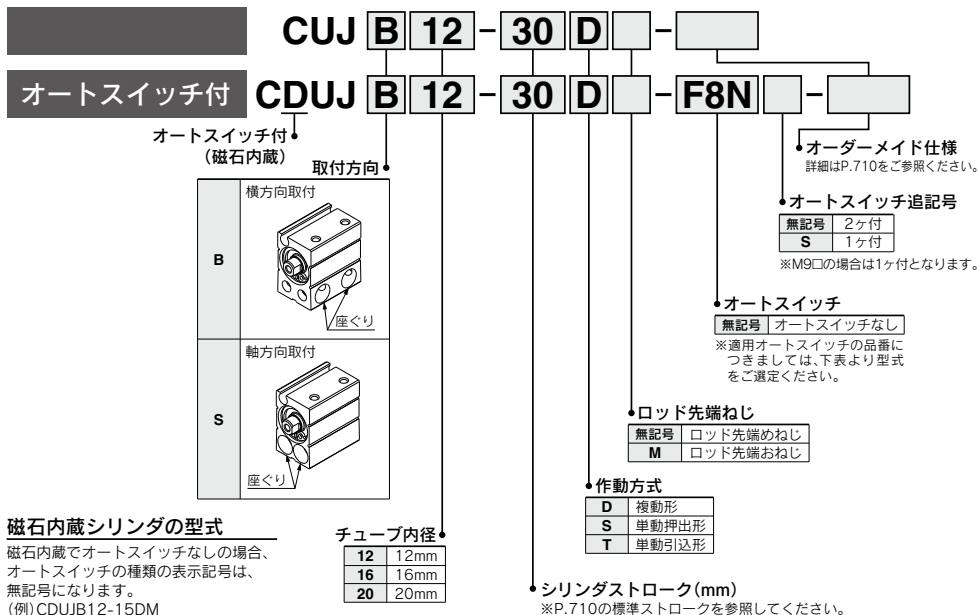 CUJ B 12 - 30 D -
オートスイッチ付 CDUJ B 12 - 30 D - F8N -
オートスイッチ付
(磁石内蔵)
取付方向
B
横方向取付
座ぐり
S
軸方向取付
座ぐり
オーダーメイド仕様
詳細はP.710をご参照ください。
オートスイッチ追記号
無記号 2ヶ付
S 1ヶ付
※M9□の場合は1ヶ付となります。
オートスイッチ
無記号 オートスイッチなし
※適用オートスイッチの品番に
つきましては、下表より型式
をご選定ください。
ロッド先端ねじ
無記号 ロッド先端めねじ
M ロッド先端おねじ
作動方式
D 複動形
S 単動押出形
T 単動引込形
チューブ内径
12 12mm
16 16mm
20 20mm
シリンダストローク(mm)
※P.710の標準ストロークを参照してください。
磁石内蔵シリンダの型式
磁石内蔵でオートスイッチなしの場合、
オートスイッチの種類の表示記号は、
無記号になります。
(例)CDUJB12-15DM